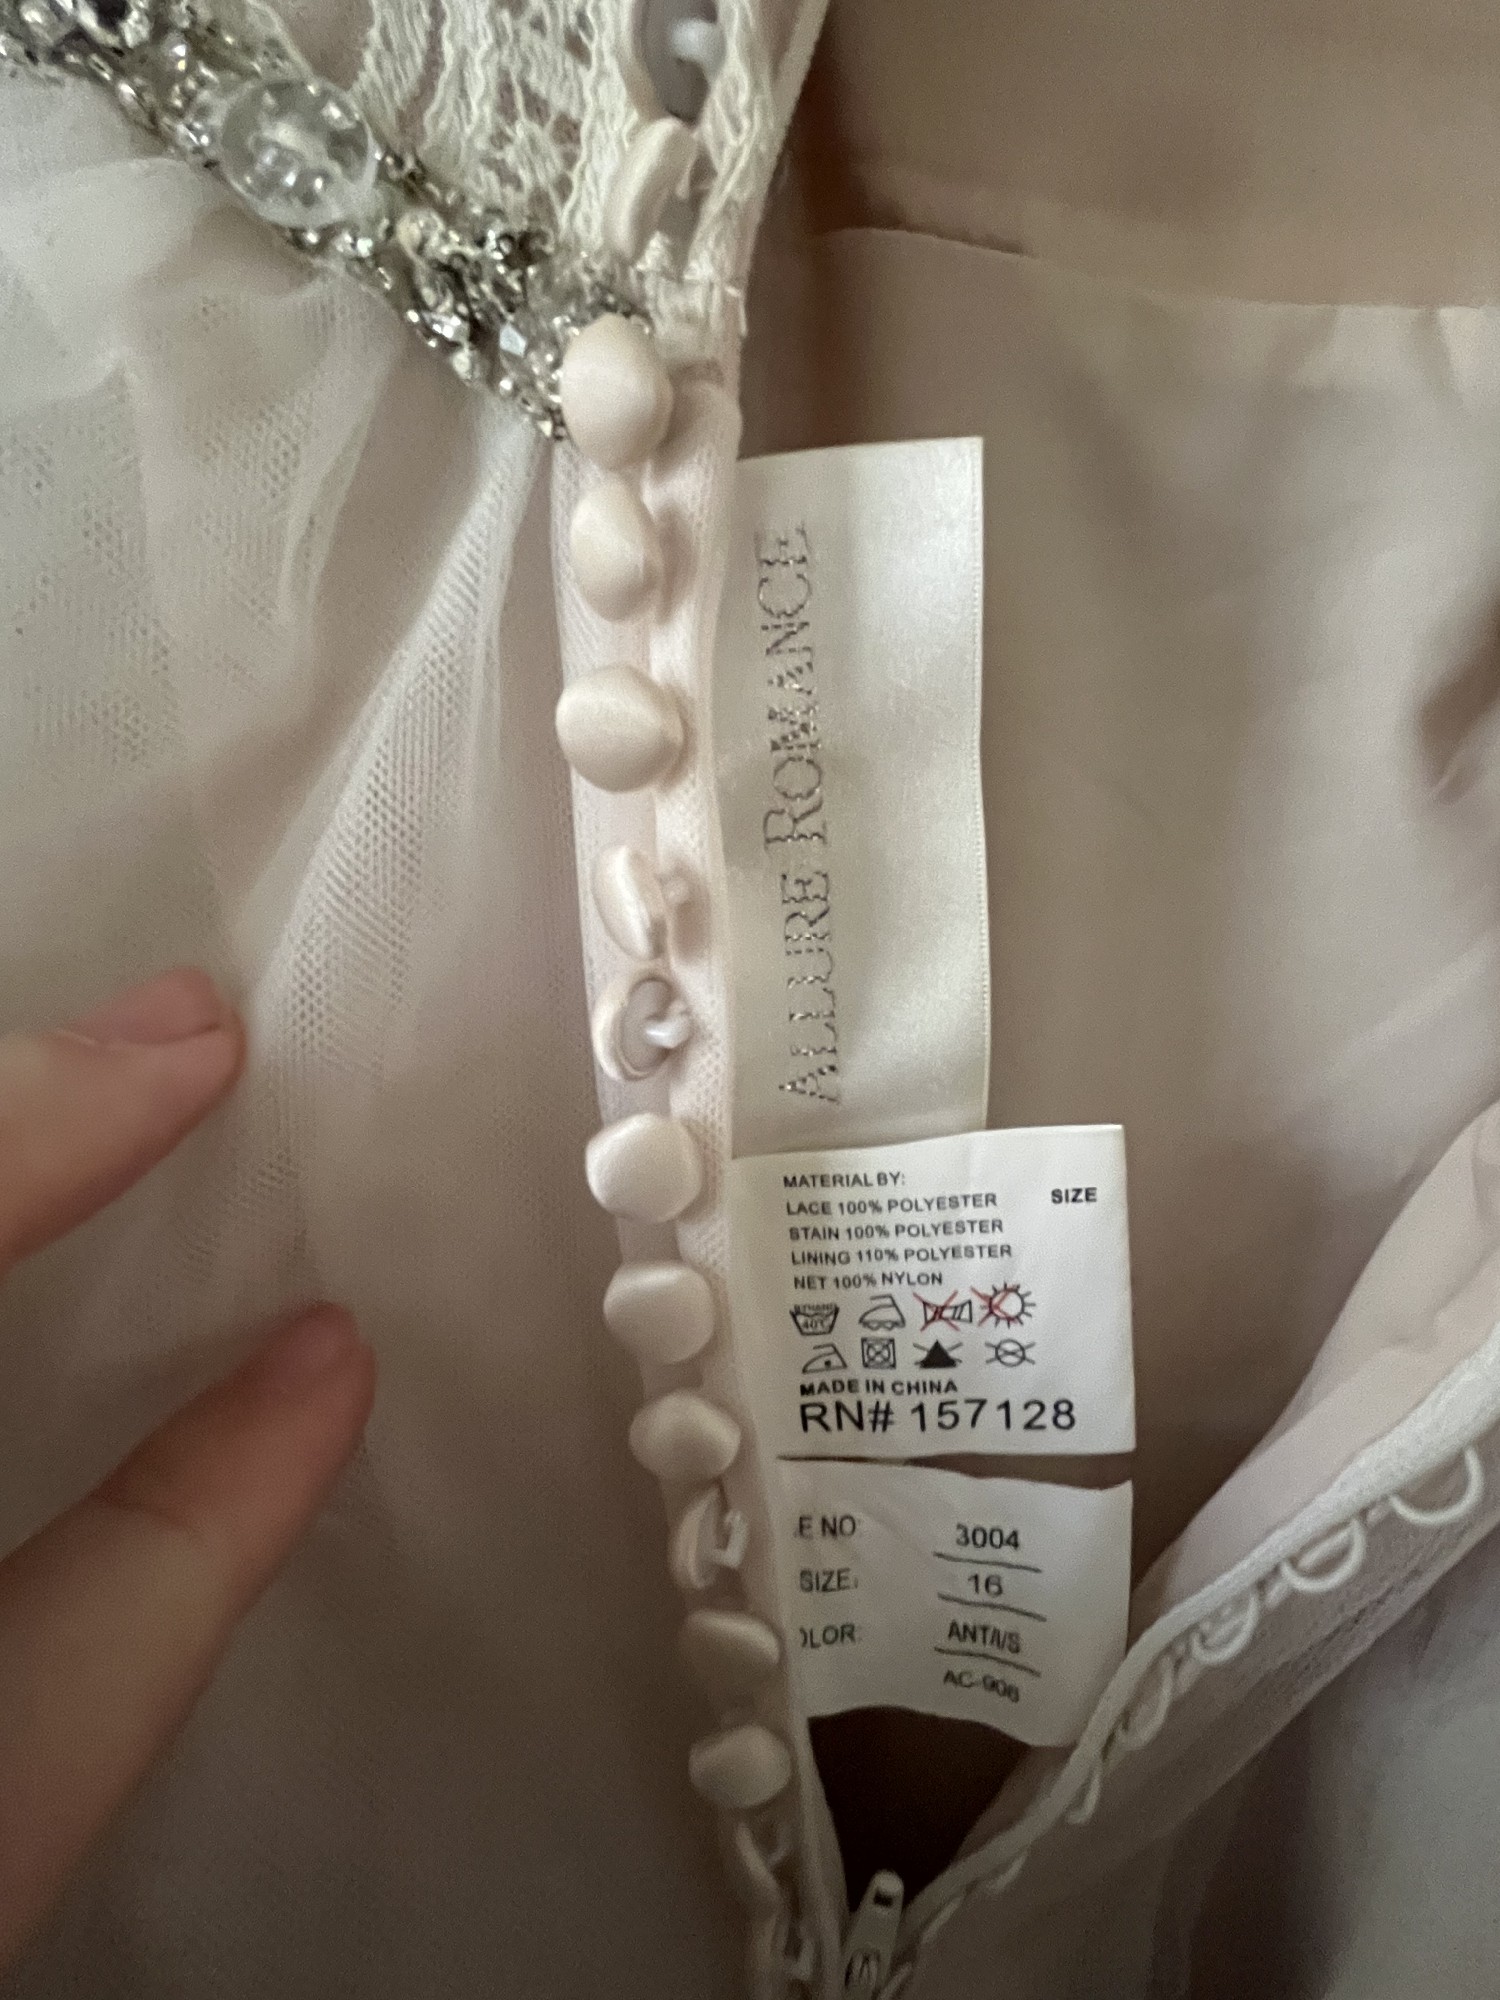 ALLURE ROMANCE
MATERIAL BY:
SIZE
LACE 100% POLYESTER
STAIN 100% POLYESTER
LINING 110% POLYESTER
NET 100% NYLON
40°C
MADE IN CHINA
RN# 157128
E NO: 3004
SIZE: 16
OLOR: ANT/I/S
AC-906